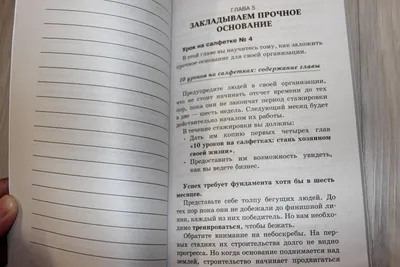 ГЛАВА 5
ЗАКЛАДЫВАЕМ ПРОЧНОЕ
ОСНОВАНИЕ
Урок на салфетке № 4
В этой главе вы научитесь тому, как заложить
прочное основание для своей организации.
10 уроков на салфетках: содержание главы
Предупредите людей в своей организации,
что не стоит начинать отсчет времени до тех
пор, пока они не закончат период стажировки
в две — шесть недель. Следующий месяц будет
действительно началом их работы.
В течение стажировки вы должны:
- Дать им копию первых четырех глав
«10 уроков на салфетках: стань хозяином
своей жизни».
- Предоставить им возможность увидеть,
как вы ведете бизнес.
Успех требует фундамента хотя бы в шесть
месяцев.
Представьте себе толпу бегущих людей. До
тех пор пока они не добежали до финишной ли-
нии, каждый из них победитель. Но вам необхо-
димо тренироваться, чтобы бежать.
Обратите внимание на небоскребы. На пер-
вых стадиях их строительства долго не видно
прогресса. Но когда основание поднимается над
землей, строительство начинает продвигаться